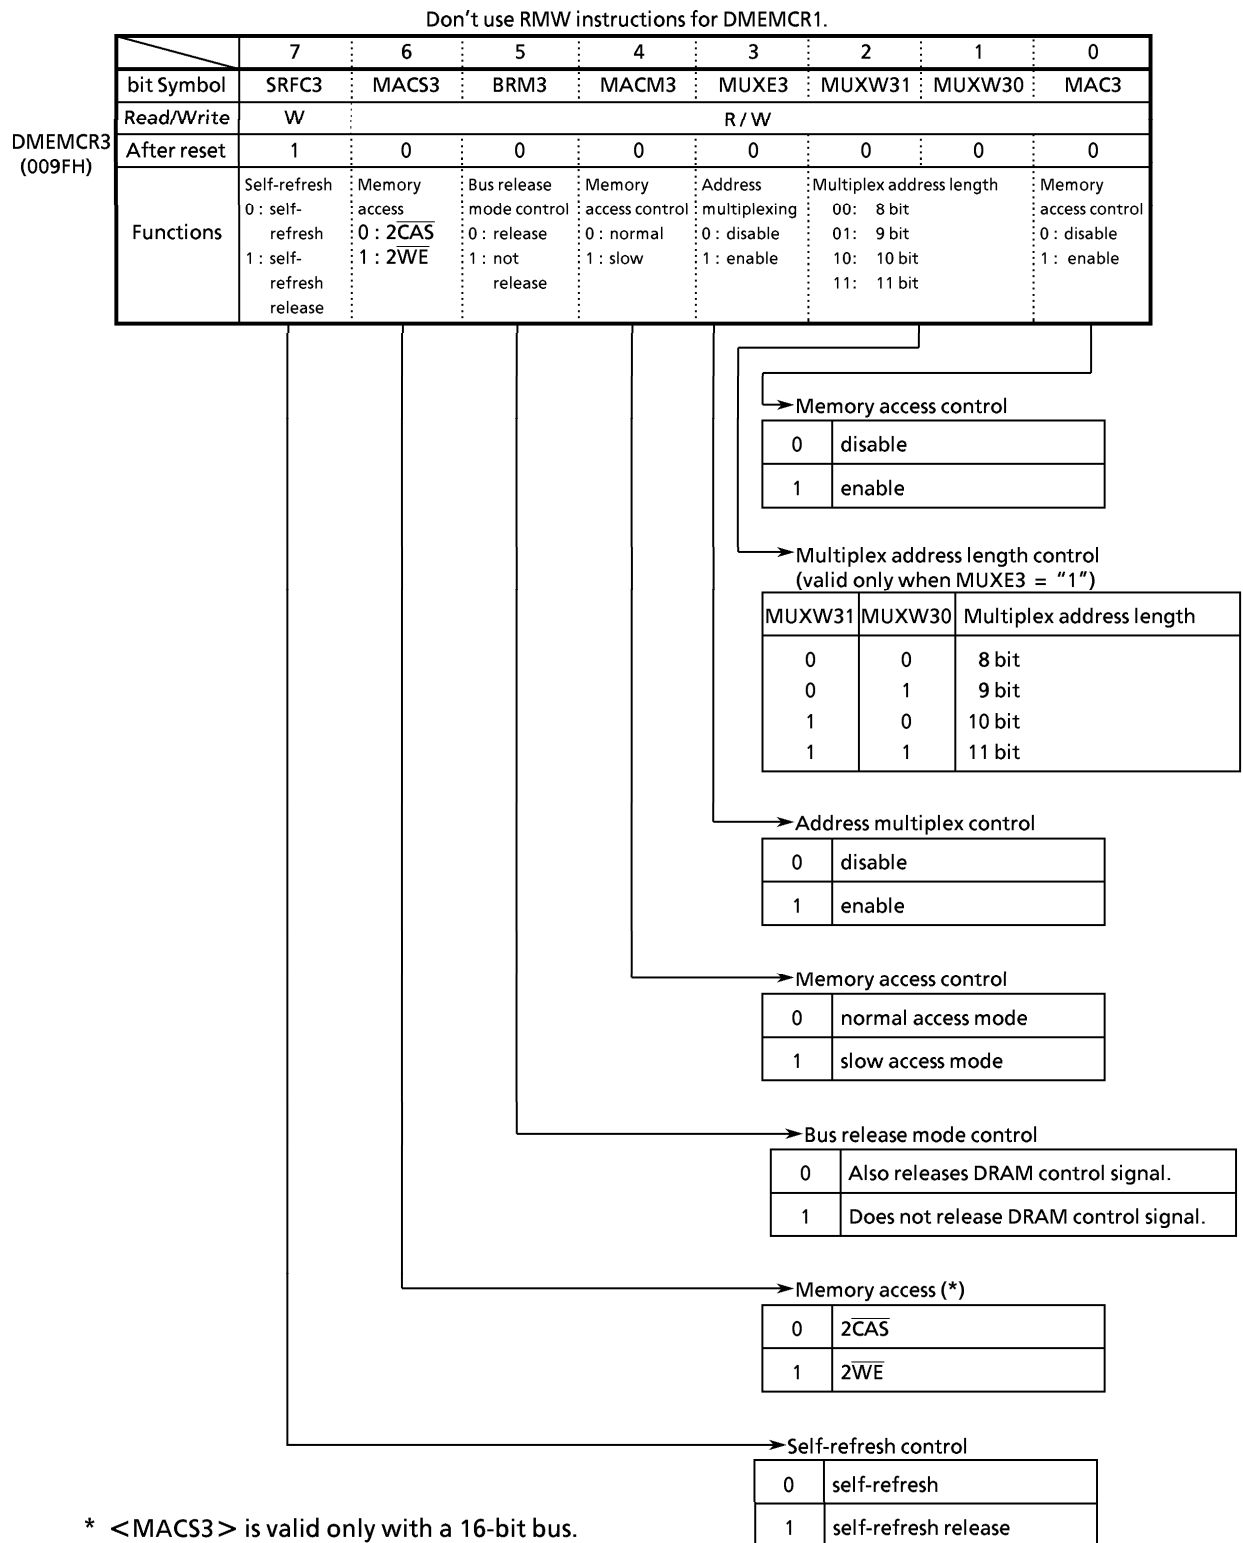 Don't use RMW instructions for DMEMCR1.
7 6 5 4 3 2 1 0
bit Symbol SRFC3 MACS3 BRM3 MACM3 MUXE3 MUXW31 MUXW30 MAC3
Read/Write W R/W
DMEMCR3
(009FH)
After reset 1 0 0 0 0 0 0 0
Functions
Self-refresh
0 : self-
refresh
1 : self-
refresh
release
Memory
access
0 : 2C̅A̅S̅
1 : 2W̅E̅
Bus release
mode control
0 : release
1 : not
release
Memory
access control
0 : normal
1 : slow
Address
multiplexing
0 : disable
1 : enable
Multiplex address length
00: 8 bit
01: 9 bit
10: 10 bit
11: 11 bit
Memory
access control
0 : disable
1 : enable
Memory access control
0 disable
1 enable
Multiplex address length control
(valid only when MUXE3 = "1")
MUXW31 MUXW30 Multiplex address length
0 0 8 bit
0 1 9 bit
1 0 10 bit
1 1 11 bit
Address multiplex control
0 disable
1 enable
Memory access control
0 normal access mode
1 slow access mode
Bus release mode control
0 Also releases DRAM control signal.
1 Does not release DRAM control signal.
Memory access (*)
0 2C̅A̅S̅
1 2W̅E̅
Self-refresh control
0 self-refresh
1 self-refresh release
* <MACS3> is valid only with a 16-bit bus.